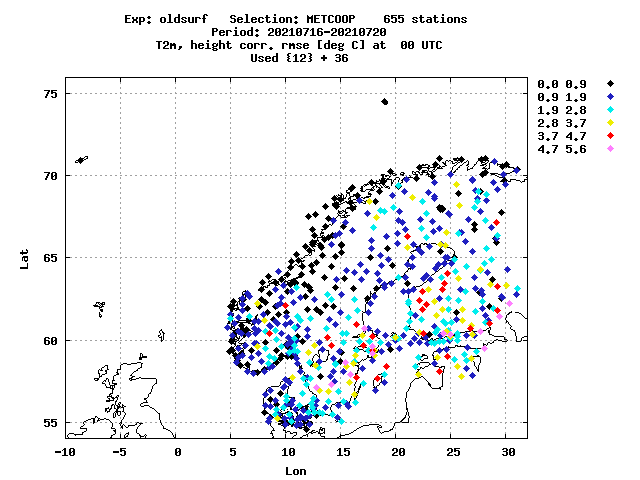 Exp: oldsurf   Selection: METCOOP    655 stations
Period: 20210716-20210720
T2m, height corr. rmse [deg C] at  00 UTC
Used {12} + 36
0.0 0.9
0.9 1.9
1.9 2.8
2.8 3.7
3.7 4.7
4.7 5.6
75
70
65
60
55
Lat
-10 -5 0 5 10 15 20 25 30
Lon